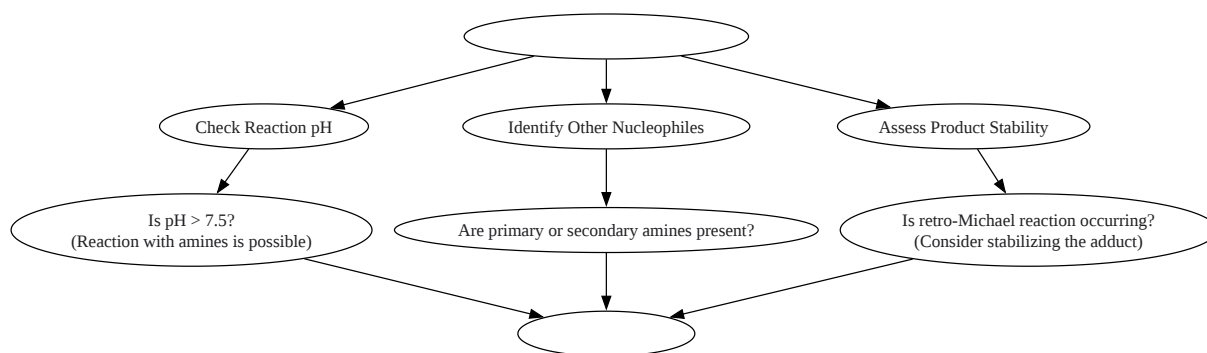 Check Reaction pH
Identify Other Nucleophiles
Assess Product Stability
Is pH > 7.5?
(Reaction with amines is possible)
Are primary or secondary amines present?
Is retro-Michael reaction occurring?
(Consider stabilizing the adduct)